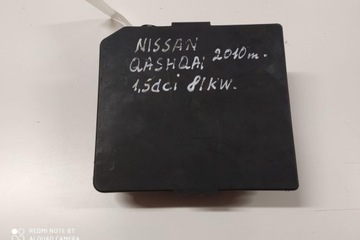 NISSAN
QASHQAI 2010m.
1,5dci 81kw.
REDMI NOTE 8T
AI QUAD CAMERA